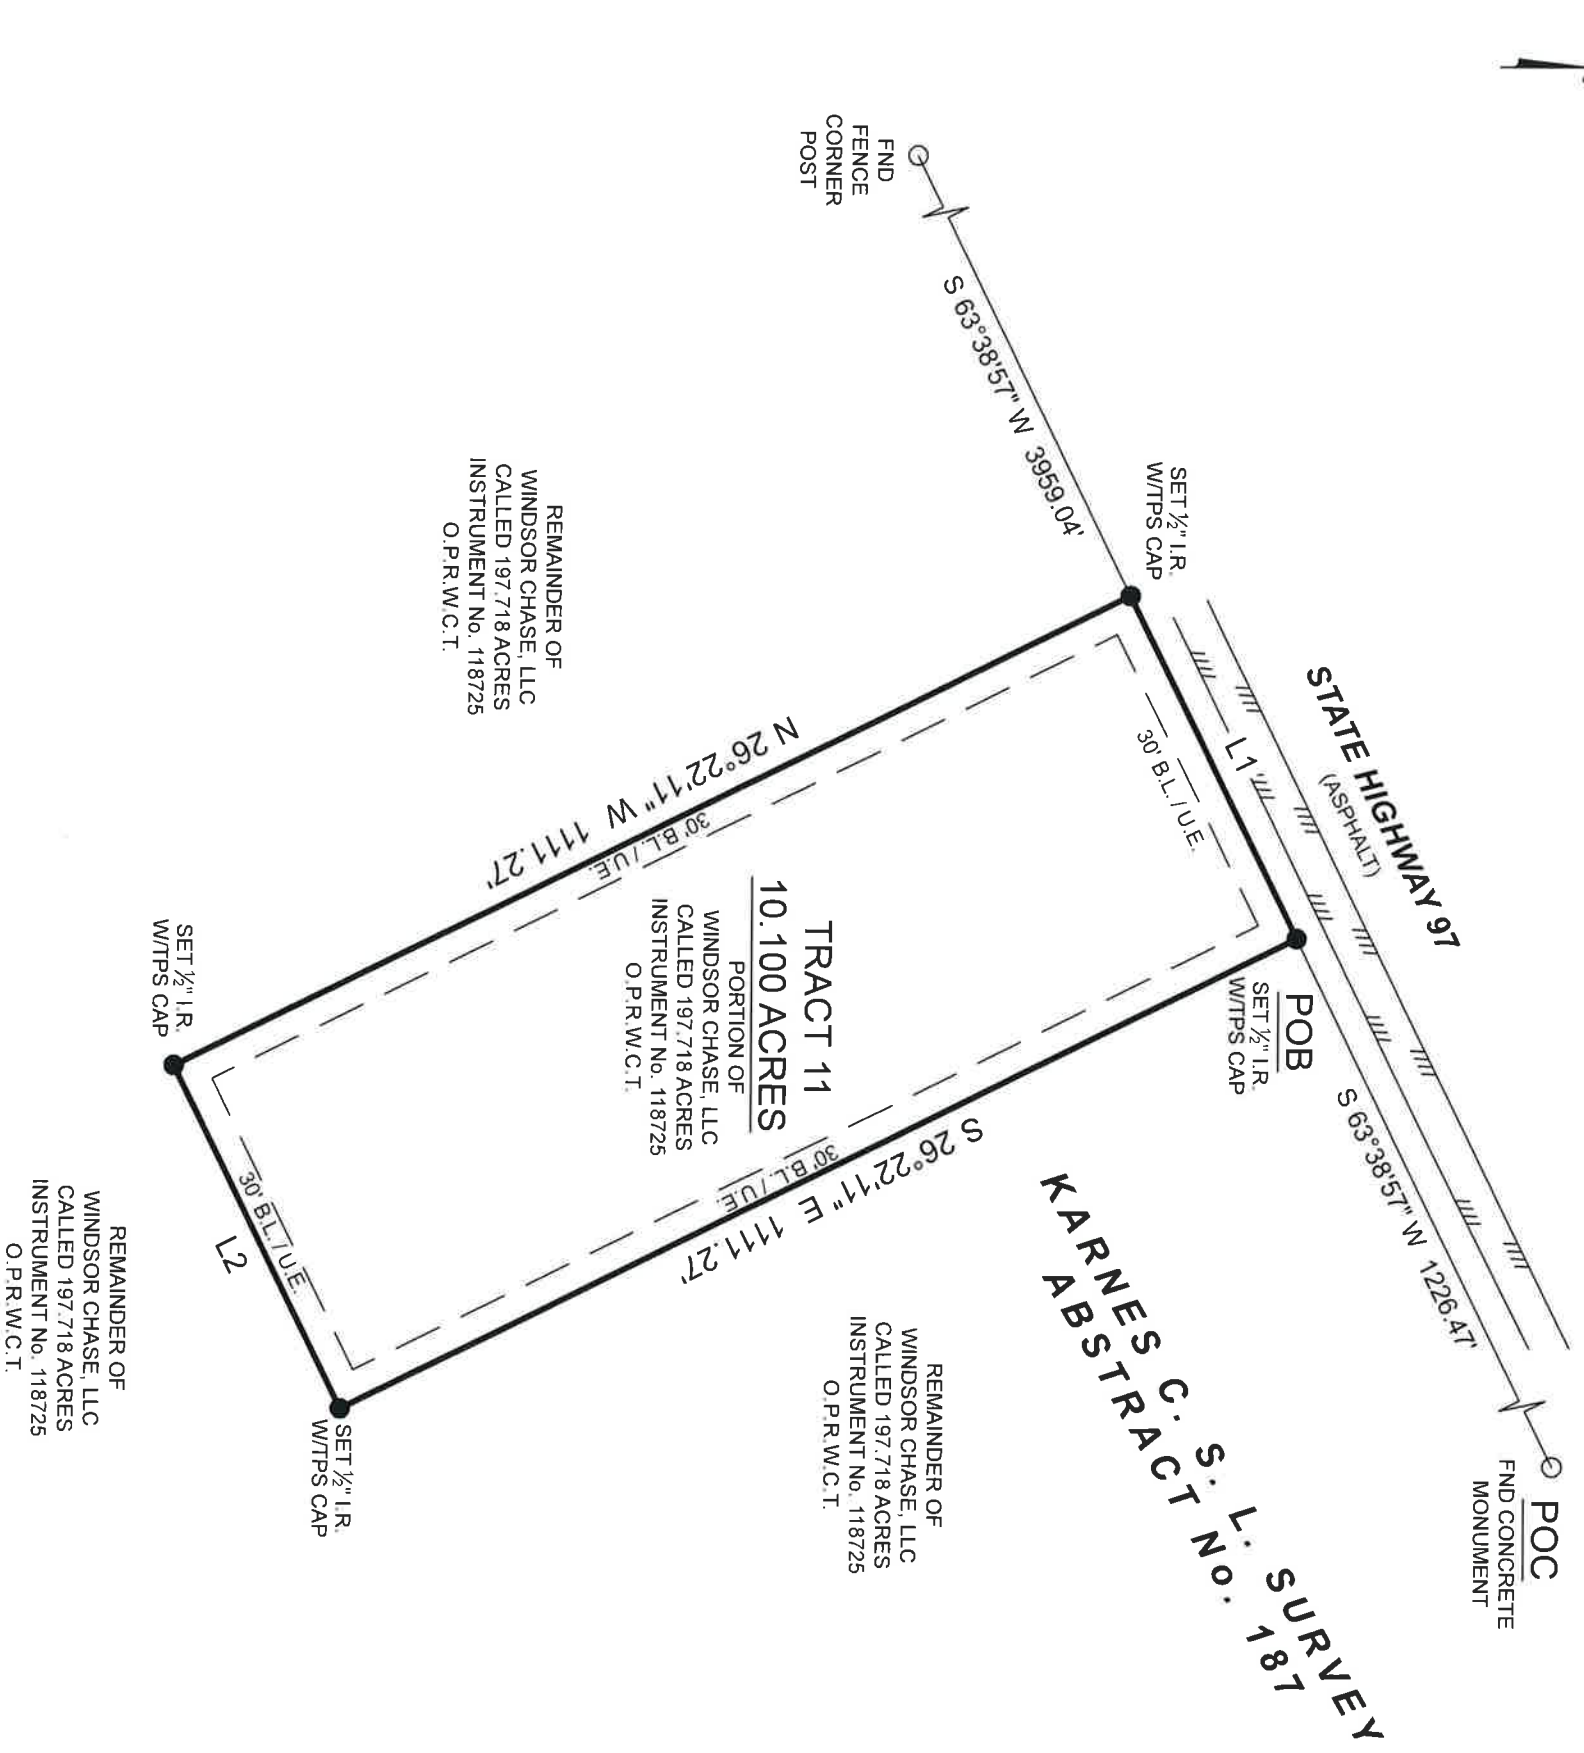 FND
FENCE
CORNER
POST
S 63°38'57" W 3959.04'
SET ½" I.R.
W/TPS CAP
STATE HIGHWAY 97
(ASPHALT)
L1
30' B.L. / U.E.
POB
SET ½" I.R.
W/TPS CAP
S 63°38'57" W 1226.47'
POC
FND CONCRETE
MONUMENT
REMAINDER OF
WINDSOR CHASE, LLC
CALLED 197.718 ACRES
INSTRUMENT No. 118725
O.P.R.W.C.T.
N 26°22'11" W 1111.27'
30' B.L. / U.E.
TRACT 11
10.100 ACRES
PORTION OF
WINDSOR CHASE, LLC
CALLED 197.718 ACRES
INSTRUMENT No. 118725
O.P.R.W.C.T.
30' B.L. / U.E.
S 26°22'11" E 1111.27'
KARNES C. S. L. SURVEY
ABSTRACT No. 187
REMAINDER OF
WINDSOR CHASE, LLC
CALLED 197.718 ACRES
INSTRUMENT No. 118725
O.P.R.W.C.T.
SET ½" I.R.
W/TPS CAP
30' B.L. / U.E.
L2
SET ½" I.R.
W/TPS CAP
REMAINDER OF
WINDSOR CHASE, LLC
CALLED 197.718 ACRES
INSTRUMENT No. 118725
O.P.R.W.C.T.